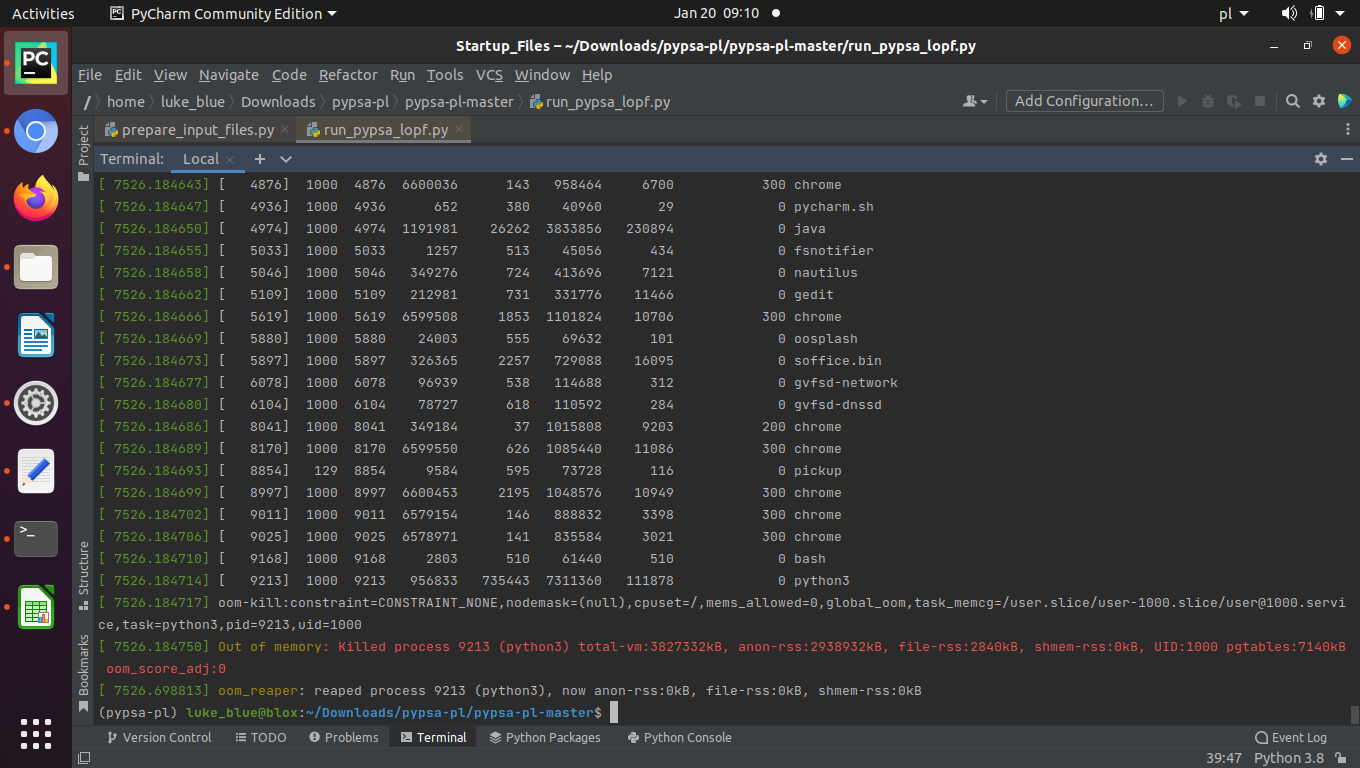 Activities PyCharm Community Edition Jan 20 09:10 pl
Startup_Files – ~/Downloads/pypsa-pl/pypsa-pl-master/run_pypsa_lopf.py
File Edit View Navigate Code Refactor Run Tools VCS Window Help
/ home luke_blue Downloads pypsa-pl pypsa-pl-master run_pypsa_lopf.py Add Configuration...
prepare_input_files.py run_pypsa_lopf.py
Project
Terminal: Local
[ 7526.184643] [ 4876] 1000 4876 6600036 143 958464 6700 300 chrome
[ 7526.184647] [ 4936] 1000 4936 652 380 40960 29 0 pycharm.sh
[ 7526.184650] [ 4974] 1000 4974 1191981 26262 3833856 230894 0 java
[ 7526.184655] [ 5033] 1000 5033 1257 513 45056 434 0 fsnotifier
[ 7526.184658] [ 5046] 1000 5046 349276 724 413696 7121 0 nautilus
[ 7526.184662] [ 5109] 1000 5109 212981 731 331776 11466 0 gedit
[ 7526.184666] [ 5619] 1000 5619 6599508 1853 1101824 10706 300 chrome
[ 7526.184669] [ 5880] 1000 5880 24003 555 69632 101 0 oosplash
[ 7526.184673] [ 5897] 1000 5897 326365 2257 729088 16095 0 soffice.bin
[ 7526.184677] [ 6078] 1000 6078 96939 538 114688 312 0 gvfsd-network
[ 7526.184680] [ 6104] 1000 6104 78727 618 110592 284 0 gvfsd-dnssd
[ 7526.184686] [ 8041] 1000 8041 349184 37 1015808 9203 200 chrome
[ 7526.184689] [ 8170] 1000 8170 6599550 626 1085440 11086 300 chrome
[ 7526.184693] [ 8854] 129 8854 9584 595 73728 116 0 pickup
[ 7526.184699] [ 8997] 1000 8997 6600453 2195 1048576 10949 300 chrome
[ 7526.184702] [ 9011] 1000 9011 6579154 146 888832 3398 300 chrome
[ 7526.184706] [ 9025] 1000 9025 6578971 141 835584 3021 300 chrome
[ 7526.184710] [ 9168] 1000 9168 2803 510 61440 510 0 bash
[ 7526.184714] [ 9213] 1000 9213 956833 735443 7311360 111878 0 python3
[ 7526.184717] oom-kill:constraint=CONSTRAINT_NONE,nodemask=(null),cpuset=/,mems_allowed=0,global_oom,task_memcg=/user.slice/user-1000.slice/user@1000.servi
ce,task=python3,pid=9213,uid=1000
[ 7526.184750] Out of memory: Killed process 9213 (python3) total-vm:3827332kB, anon-rss:2938932kB, file-rss:2840kB, shmem-rss:0kB, UID:1000 pgtables:7140kB
oom_score_adj:0
[ 7526.698813] oom_reaper: reaped process 9213 (python3), now anon-rss:0kB, file-rss:0kB, shmem-rss:0kB
(pypsa-pl) luke_blue@blox:~/Downloads/pypsa-pl/pypsa-pl-master$
Structure
Bookmarks
Version Control TODO Problems Terminal Python Packages Python Console Event Log
39:47 Python 3.8
PC
>_